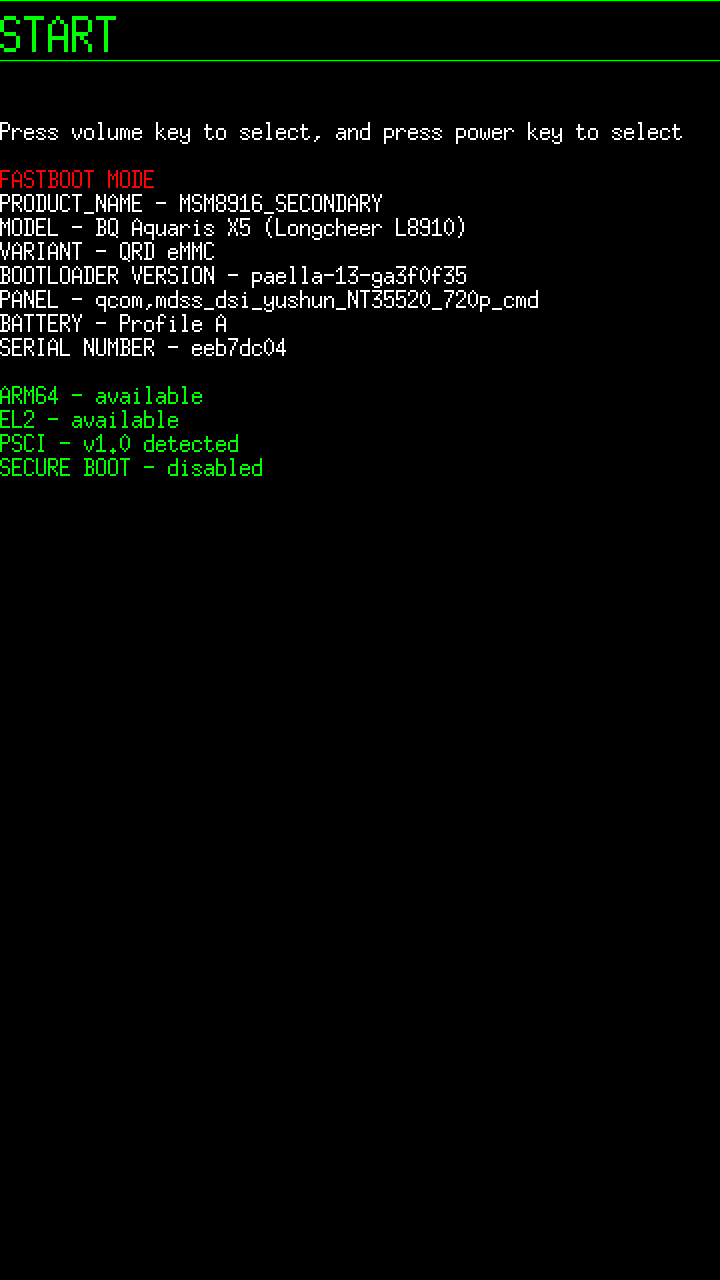 START
Press volume key to select, and press power key to select
FASTBOOT MODE
PRODUCT_NAME - MSM8916_SECONDARY
MODEL - BQ Aquaris X5 (Longcheer L8910)
VARIANT - QRD eMMC
BOOTLOADER VERSION - paella-13-ga3f0f35
PANEL - qcom,mdss_dsi_yushun_NT35520_720p_cmd
BATTERY - Profile A
SERIAL NUMBER - eeb7dc04
ARM64 - available
EL2 - available
PSCI - v1.0 detected
SECURE BOOT - disabled